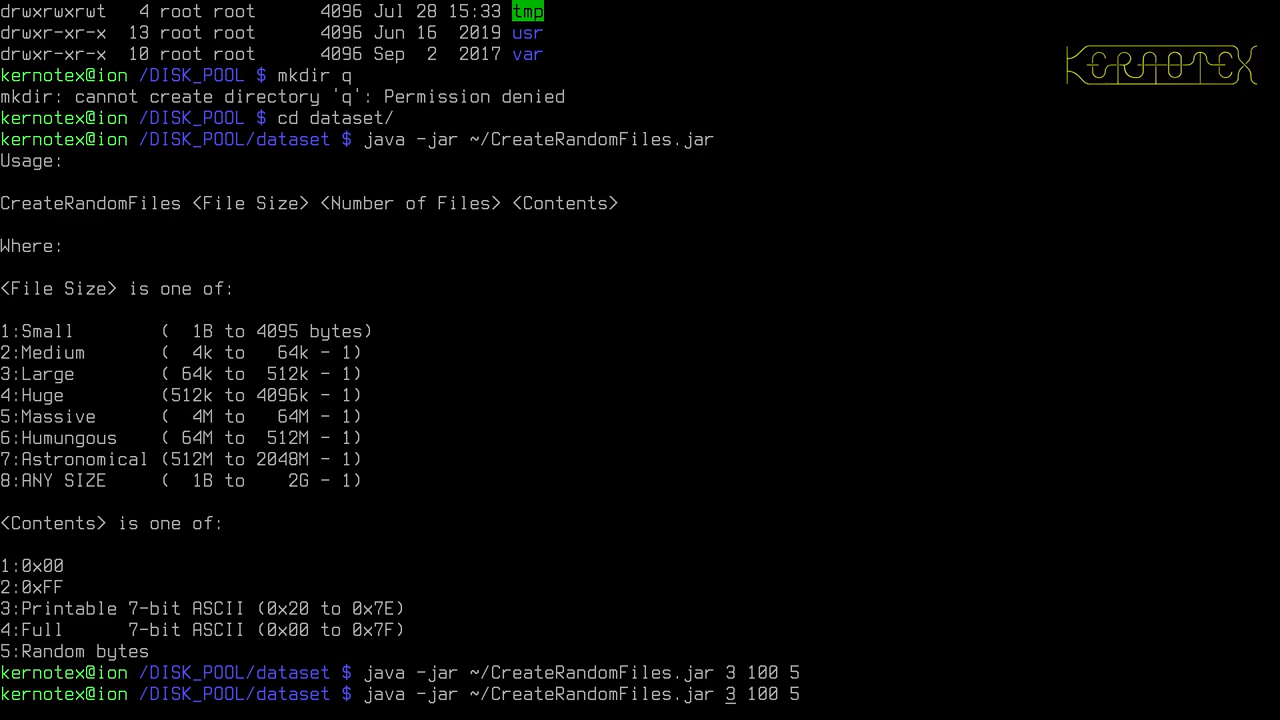 drwxrwxrwt  4 root root      4096 Jul 28 15:33 tmp
drwxr-xr-x 13 root root      4096 Jun 16  2019 usr
drwxr-xr-x 10 root root      4096 Sep  2  2017 var
KERNOTEX
kernotex@ion /DISK_POOL $ mkdir q
mkdir: cannot create directory 'q': Permission denied
kernotex@ion /DISK_POOL $ cd dataset/
kernotex@ion /DISK_POOL/dataset $ java -jar ~/CreateRandomFiles.jar
Usage:
CreateRandomFiles <File Size> <Number of Files> <Contents>
Where:
<File Size> is one of:
1:Small        (  1B to 4095 bytes)
2:Medium       (  4k to   64k - 1)
3:Large        ( 64k to  512k - 1)
4:Huge         (512k to 4096k - 1)
5:Massive      (  4M to   64M - 1)
6:Humungous    ( 64M to  512M - 1)
7:Astronomical (512M to 2048M - 1)
8:ANY SIZE     (  1B to    2G - 1)
<Contents> is one of:
1:0x00
2:0xFF
3:Printable 7-bit ASCII (0x20 to 0x7E)
4:Full      7-bit ASCII (0x00 to 0x7F)
5:Random bytes
kernotex@ion /DISK_POOL/dataset $ java -jar ~/CreateRandomFiles.jar 3 100 5
kernotex@ion /DISK_POOL/dataset $ java -jar ~/CreateRandomFiles.jar 3 100 5